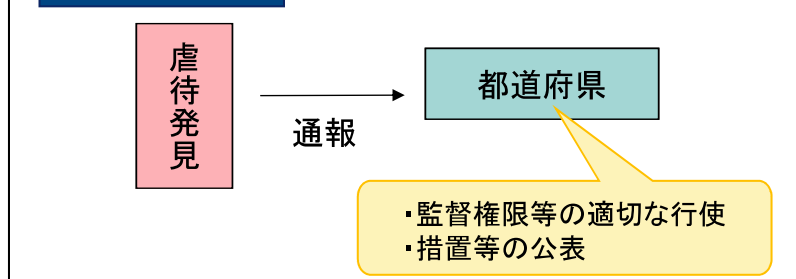 虐待発見
通報
都道府県
・監督権限等の適切な行使
・措置等の公表